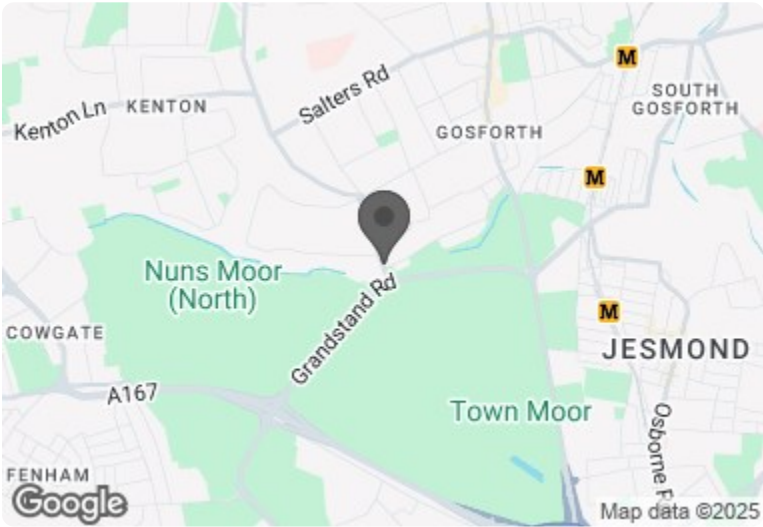 M
SOUTH
GOSFORTH
Salters Rd
Kenton Ln
KENTON
GOSFORTH
M
Nuns Moor
(North)
Grandstand Rd
M
COWGATE
JESMOND
A167
Town Moor
Osborne R
FENHAM
Google
Map data ©2025